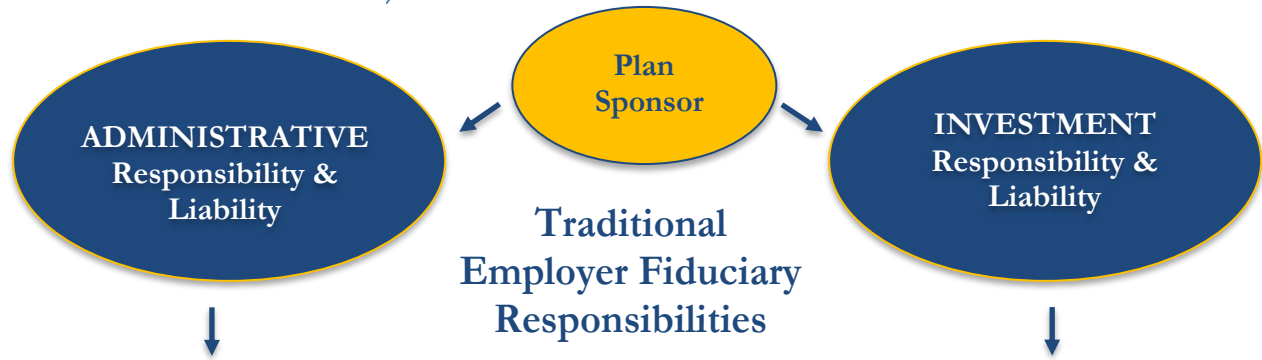 Plan
Sponsor
ADMINISTRATIVE
Responsibility &
Liability
INVESTMENT
Responsibility &
Liability
Traditional
Employer Fiduciary
Responsibilities